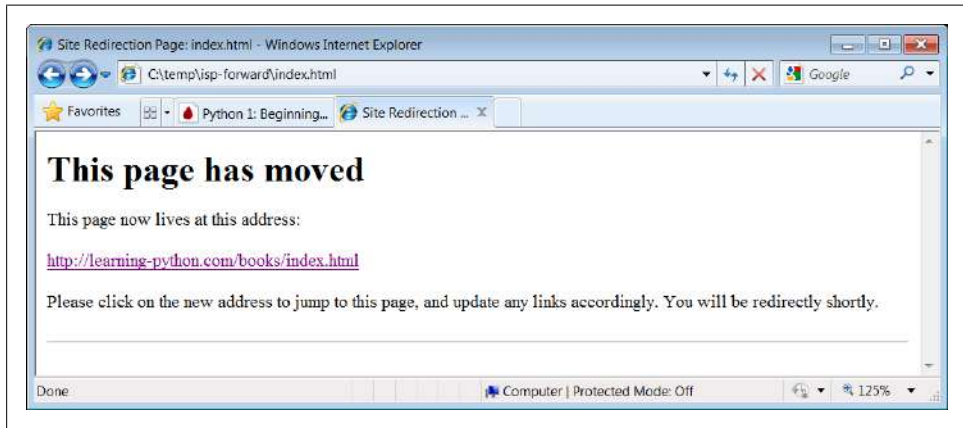 Site Redirection Page: index.html - Windows Internet Explorer
C:\temp\isp-forward\index.html
Google
Favorites
Python 1: Beginning...
Site Redirection ...
This page has moved
This page now lives at this address:
http://learning-python.com/books/index.html
Please click on the new address to jump to this page, and update any links accordingly. You will be redirectly shortly.
Done
Computer | Protected Mode: Off
125%